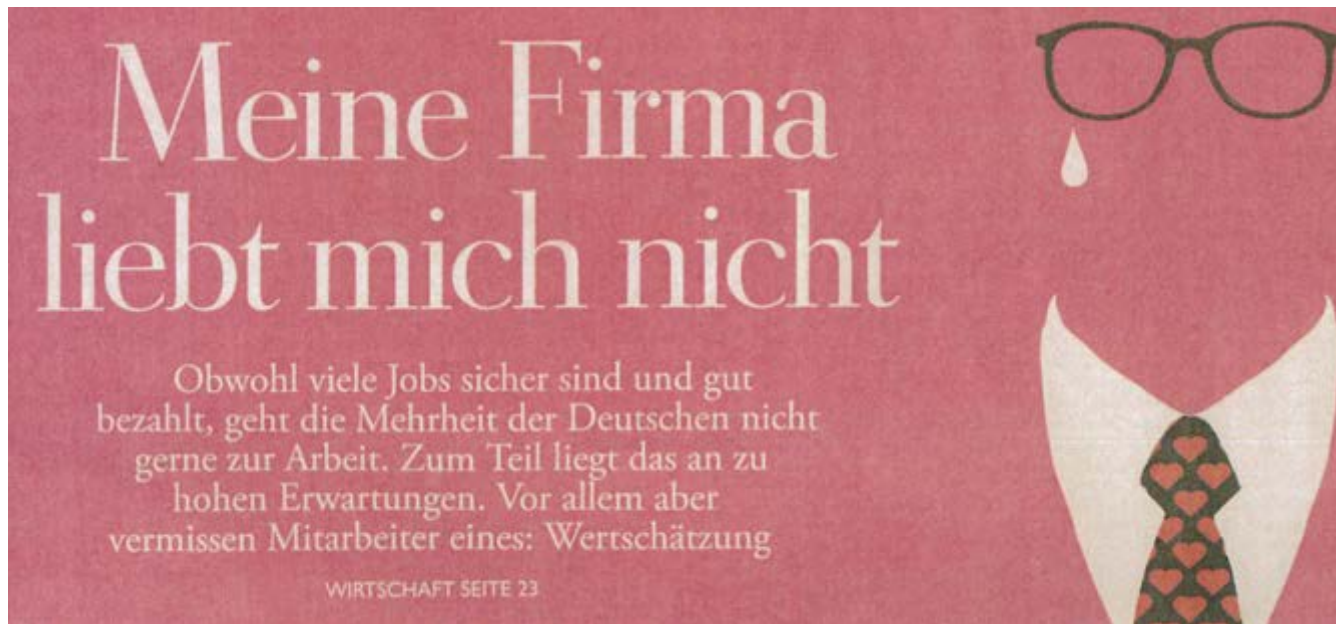 Meine Firma
liebt mich nicht
Obwohl viele Jobs sicher sind und gut
bezahlt, geht die Mehrheit der Deutschen nicht
gerne zur Arbeit. Zum Teil liegt das an zu
hohen Erwartungen. Vor allem aber
vermissen Mitarbeiter eines: Wertschätzung
WIRTSCHAFT SEITE 23